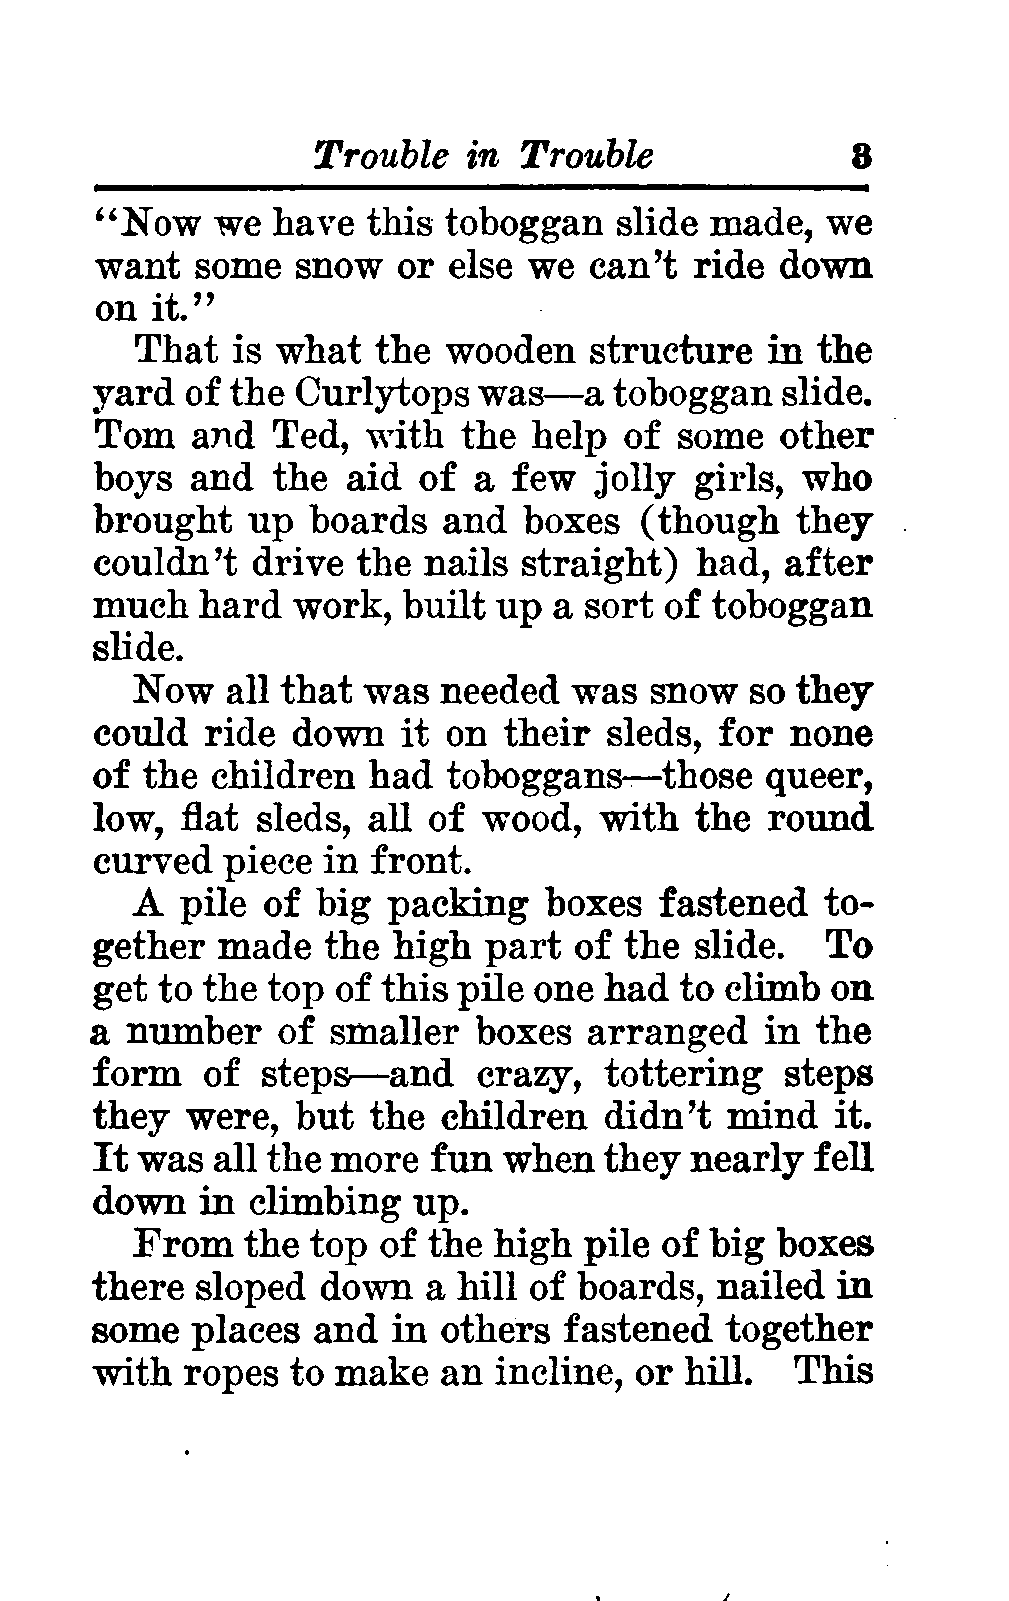 Trouble in Trouble 3
“Now we have this toboggan slide made, we
want some snow or else we can’t ride down
on it.”
That is what the wooden structure in the
yard of the Curlytops was—a toboggan slide.
Tom and Ted, with the help of some other
boys and the aid of a few jolly girls, who
brought up boards and boxes (though they
couldn’t drive the nails straight) had, after
much hard work, built up a sort of toboggan
slide.
Now all that was needed was snow so they
could ride down it on their sleds, for none
of the children had toboggans—those queer,
low, flat sleds, all of wood, with the round
curved piece in front.
A pile of big packing boxes fastened to-
gether made the high part of the slide. To
get to the top of this pile one had to climb on
a number of smaller boxes arranged in the
form of steps—and crazy, tottering steps
they were, but the children didn’t mind it.
It was all the more fun when they nearly fell
down in climbing up.
From the top of the high pile of big boxes
there sloped down a hill of boards, nailed in
some places and in others fastened together
with ropes to make an incline, or hill. This